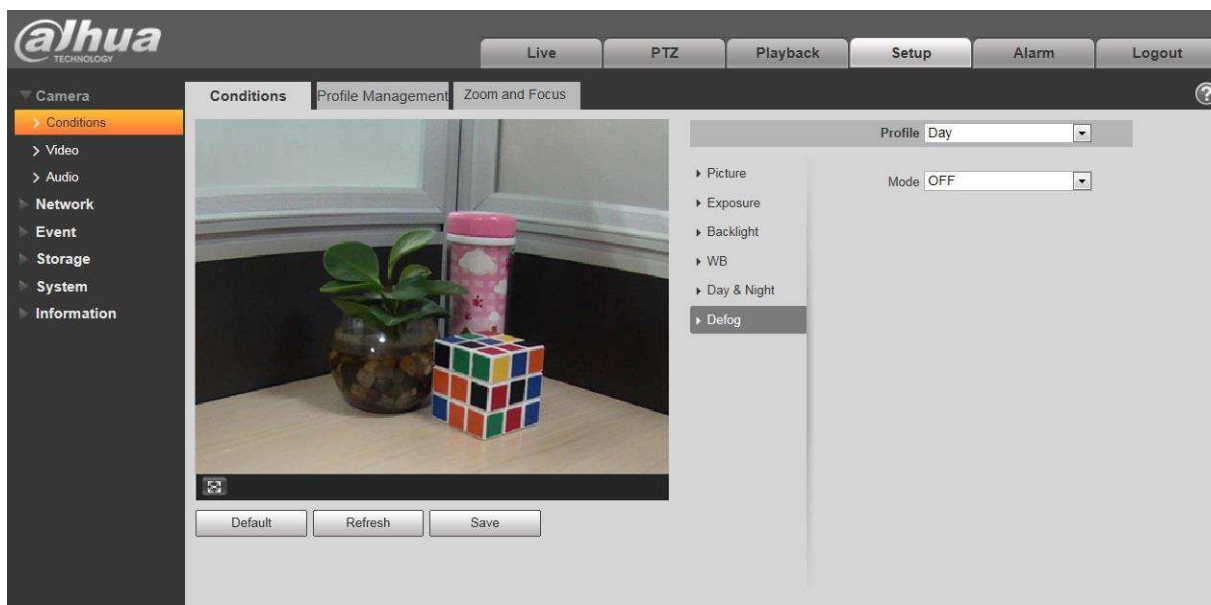 alhua
TECHNOLOGY
Live PTZ Playback Setup Alarm Logout
Camera
Conditions
Video
Audio
Network
Event
Storage
System
Information
Conditions Profile Management Zoom and Focus
?
Profile Day
Picture
Exposure
Backlight
WB
Day & Night
Defog
Mode OFF
Default Refresh Save